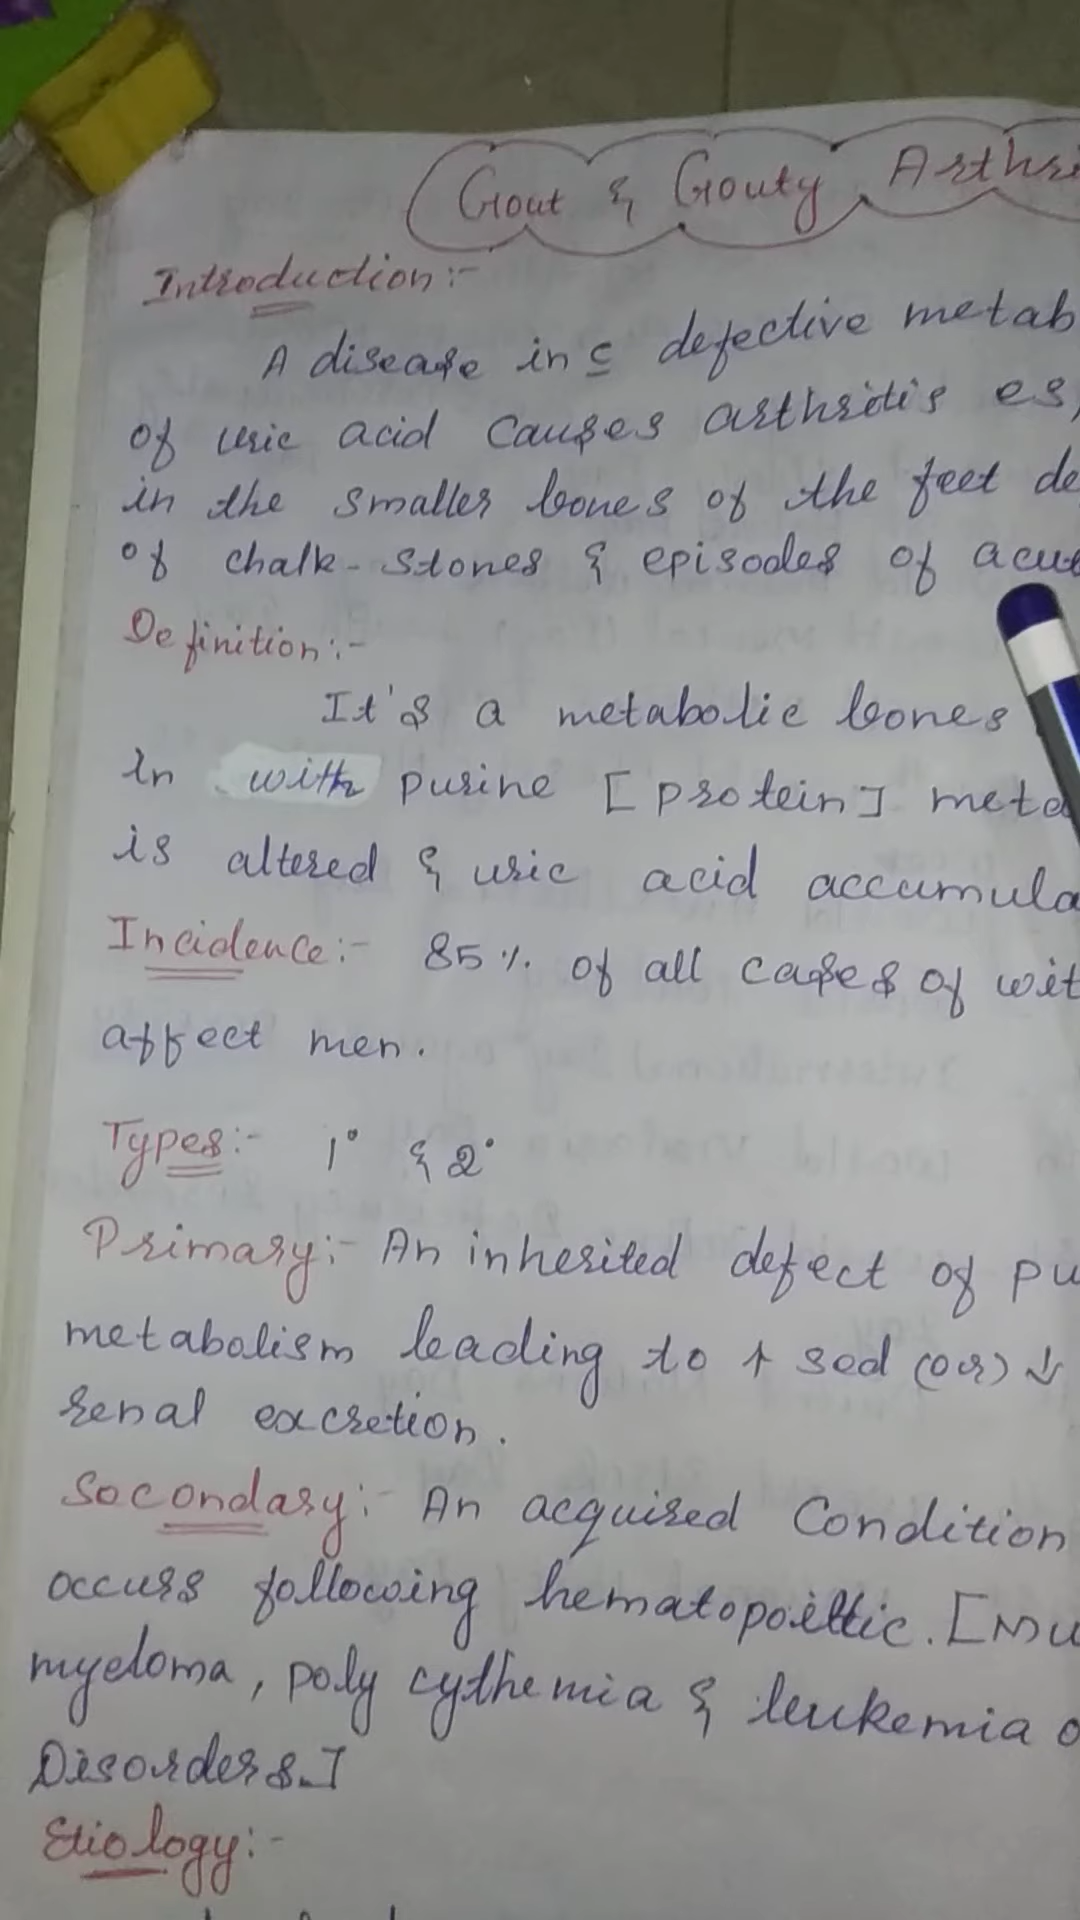 Gout & Gouty Arthri
Introduction:-
A disease in c̲ defective metab
of uric acid causes arthritis es
in the smaller bones of the feet de
of chalk-stones & episodes of acut
Definition:-
It's a metabolic bones
in with purine [protein] meta
is altered & uric acid accumula
Incidence:- 85% of all cases of wit
affect men.
Types:- 1° & 2°
Primary:- An inherited defect of pu
metabolism leading to ↑ sed (or) ↓
renal excretion.
Socondary:- An acquired Condition
occurs following hematopoittic. [Mu
myeloma, poly cythemia & leukemia o
Disorders.]
Etiology:-